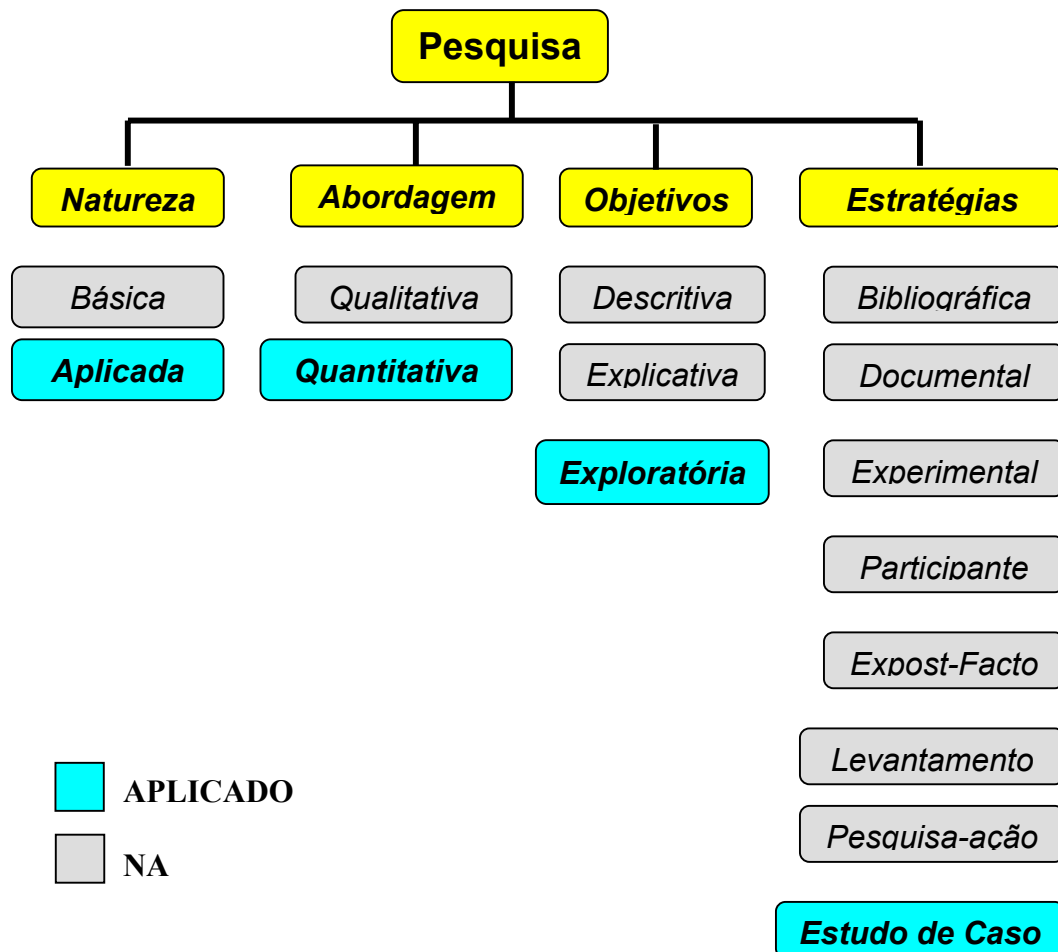 Pesquisa
Natureza
Abordagem
Objetivos
Estratégias
Básica
Qualitativa
Descritiva
Bibliográfica
Aplicada
Quantitativa
Explicativa
Documental
Exploratória
Experimental
Participante
Expost-Facto
Levantamento
APLICADO
Pesquisa-ação
NA
Estudo de Caso